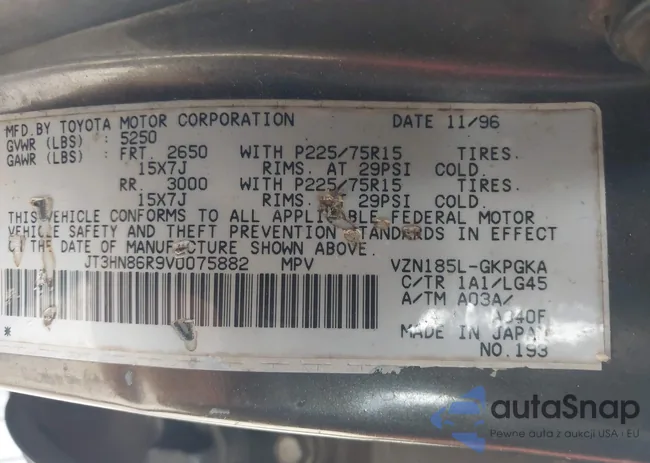 MFD.BY TOYOTA MOTOR CORPORATION DATE 11/96
GVWR (LBS) : 5250
GAWR (LBS) : FRT. 2650 WITH P225/75R15 TIRES.
15X7J RIMS. AT 29PSI COLD.
RR. 3000 WITH P225/75R15 TIRES.
15X7J RIMS. AT 29PSI COLD.
THIS VEHICLE CONFORMS TO ALL APPLICABLE FEDERAL MOTOR
VEHICLE SAFETY AND THEFT PREVENTION STANDARDS IN EFFECT
ON THE DATE OF MANUFACTURE SHOWN ABOVE.
JT3HN86R9V0075882 MPV VZN185L-GKPGKA
C/TR 1A1/LG45
A/TM A03A/
A340F
* MADE IN JAPAN
NO.193
autaSnap
Pewne auta z aukcji USA i EU